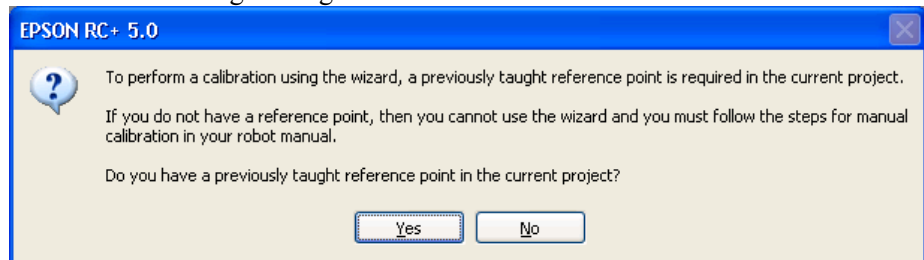 EPSON RC+ 5.0
To perform a calibration using the wizard, a previously taught reference point is required in the current project.
If you do not have a reference point, then you cannot use the wizard and you must follow the steps for manual
calibration in your robot manual.
Do you have a previously taught reference point in the current project?
Yes No